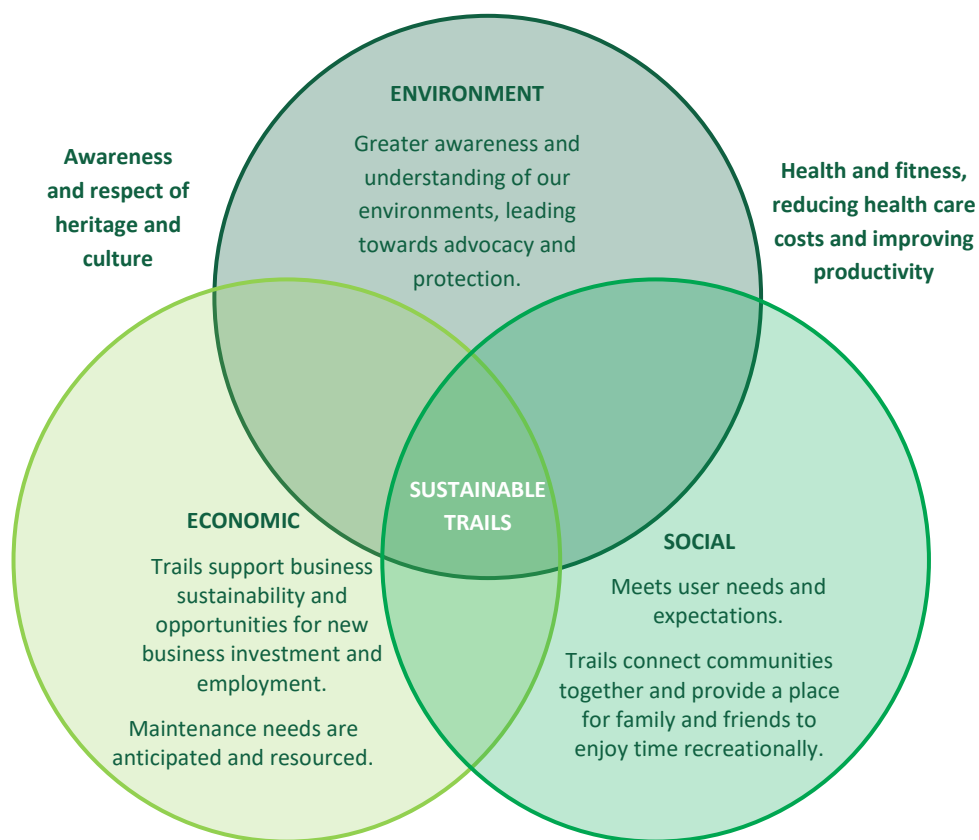 ENVIRONMENT
Greater awareness and
understanding of our
environments, leading
towards advocacy and
protection.
Awareness
and respect of
heritage and
culture
Health and fitness,
reducing health care
costs and improving
productivity
SUSTAINABLE
TRAILS
ECONOMIC
Trails support business
sustainability and
opportunities for new
business investment and
employment.
Maintenance needs are
anticipated and resourced.
SOCIAL
Meets user needs and
expectations.
Trails connect communities
together and provide a place
for family and friends to
enjoy time recreationally.